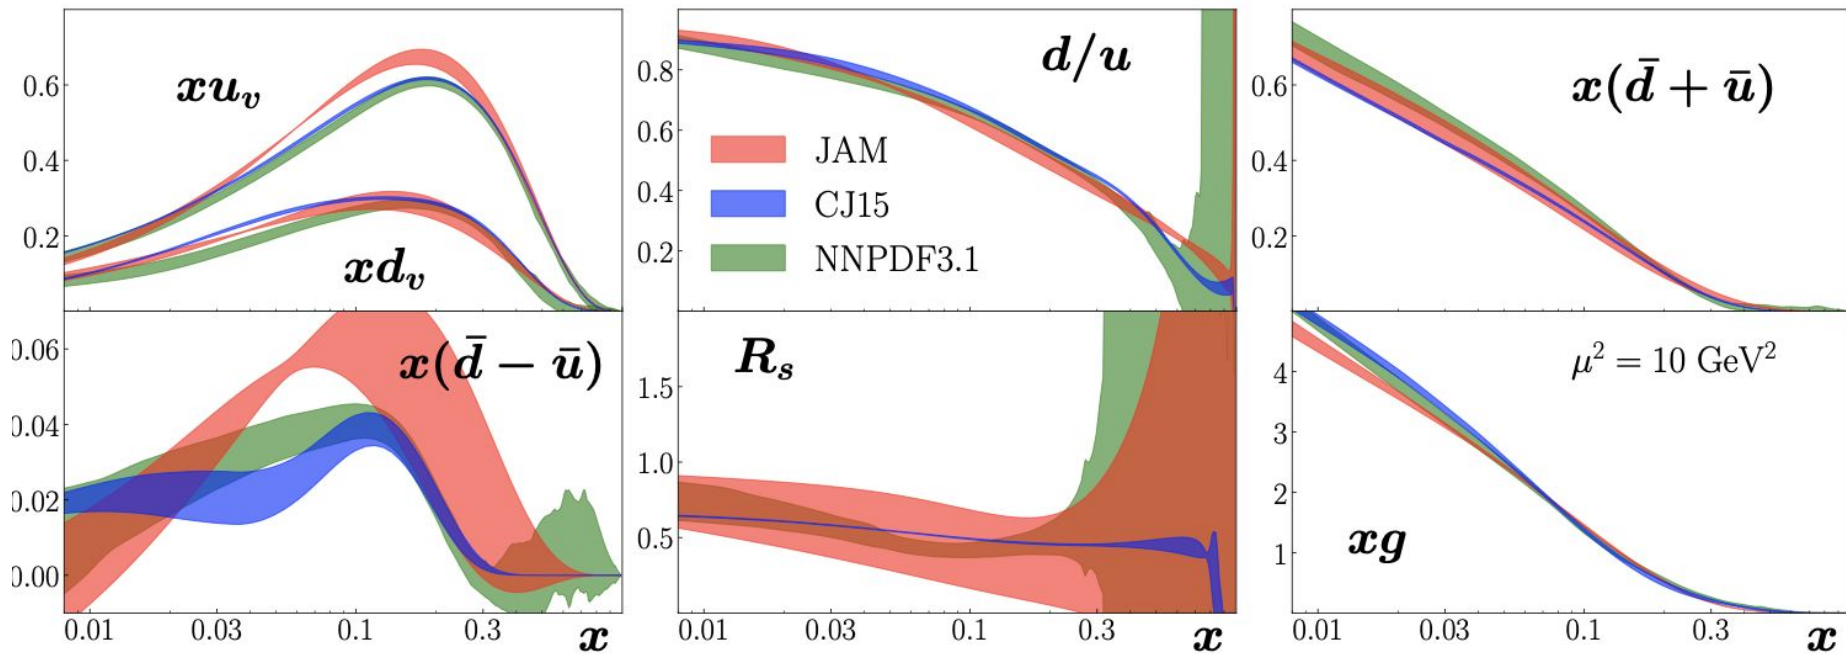 xu_v
xd_v
0.6
0.4
0.2
d/u
0.8
0.6
0.4
0.2
JAM
CJ15
NNPDF3.1
x(d̄ + ū)
0.6
0.4
0.2
x(d̄ − ū)
0.06
0.04
0.02
0.00
0.01 0.03 0.1 0.3 x
R_s
1.5
1.0
0.5
0.01 0.03 0.1 0.3 x
μ² = 10 GeV²
4
3
2
1
xg
0.01 0.03 0.1 0.3 x